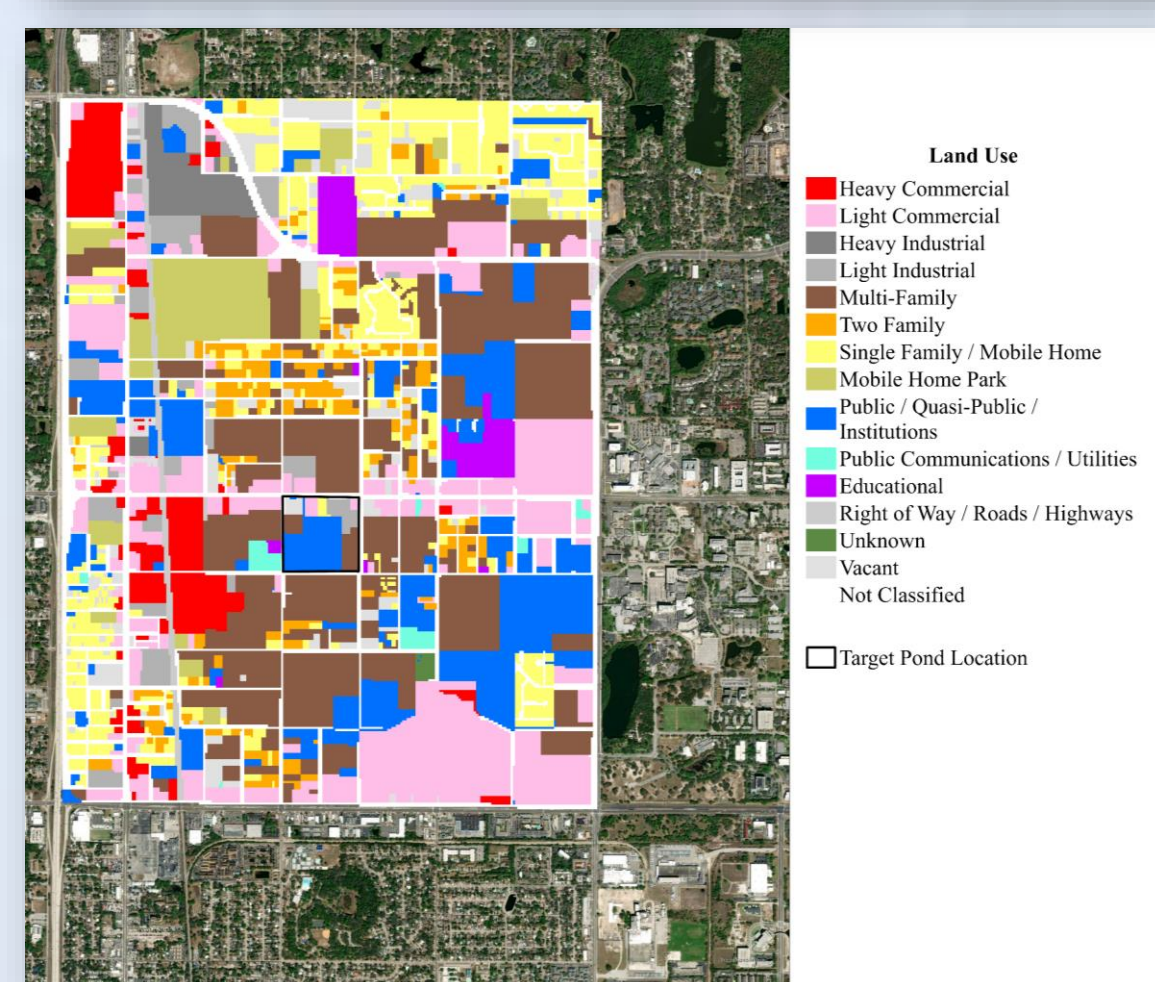 Land Use
Heavy Commercial
Light Commercial
Heavy Industrial
Light Industrial
Multi-Family
Two Family
Single Family / Mobile Home
Mobile Home Park
Public / Quasi-Public /
Institutions
Public Communications / Utilities
Educational
Right of Way / Roads / Highways
Unknown
Vacant
Not Classified
Target Pond Location